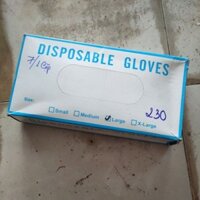 DISPOSABLE GLOVES
Size:
Small
Medium
Large
X-Large
230